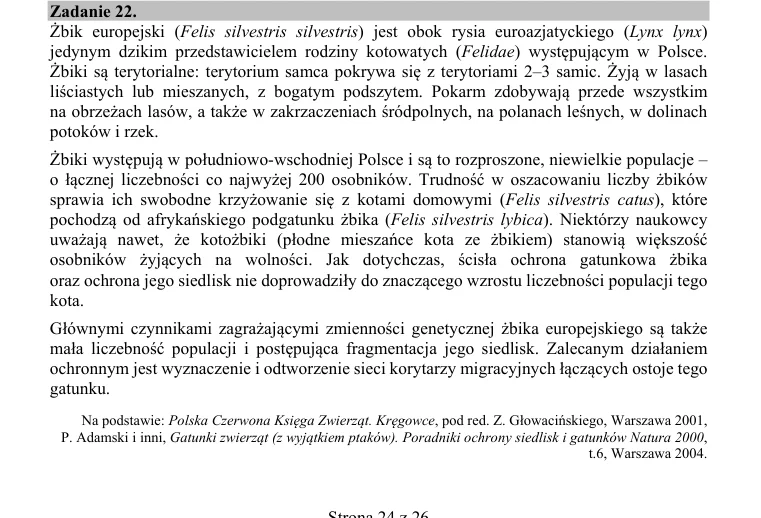 Zadanie 22.
Żbik europejski (Felis silvestris silvestris) jest obok rysia euroazjatyckiego (Lynx lynx)
jedynym dzikim przedstawicielem rodziny kotowatych (Felidae) występującym w Polsce.
Żbiki są terytorialne: terytorium samca pokrywa się z terytoriami 2–3 samic. Żyją w lasach
liściastych lub mieszanych, z bogatym podszytem. Pokarm zdobywają przede wszystkim
na obrzeżach lasów, a także w zakrzaczeniach śródpolnych, na polanach leśnych, w dolinach
potoków i rzek.
Żbiki występują w południowo-wschodniej Polsce i są to rozproszone, niewielkie populacje –
o łącznej liczebności co najwyżej 200 osobników. Trudność w oszacowaniu liczby żbików
sprawia ich swobodne krzyżowanie się z kotami domowymi (Felis silvestris catus), które
pochodzą od afrykańskiego podgatunku żbika (Felis silvestris lybica). Niektórzy naukowcy
uważają nawet, że kotożbiki (płodne mieszańce kota ze żbikiem) stanowią większość
osobników żyjących na wolności. Jak dotychczas, ścisła ochrona gatunkowa żbika
oraz ochrona jego siedlisk nie doprowadziły do znaczącego wzrostu liczebności populacji tego
kota.
Głównymi czynnikami zagrażającymi zmienności genetycznej żbika europejskiego są także
mała liczebność populacji i postępująca fragmentacja jego siedlisk. Zalecanym działaniem
ochronnym jest wyznaczenie i odtworzenie sieci korytarzy migracyjnych łączących ostoje tego
gatunku.
Na podstawie: Polska Czerwona Księga Zwierząt. Kręgowce, pod red. Z. Głowacińskiego, Warszawa 2001,
P. Adamski i inni, Gatunki zwierząt (z wyjątkiem ptaków). Poradniki ochrony siedlisk i gatunków Natura 2000,
t.6, Warszawa 2004.
Strona 24 z 26